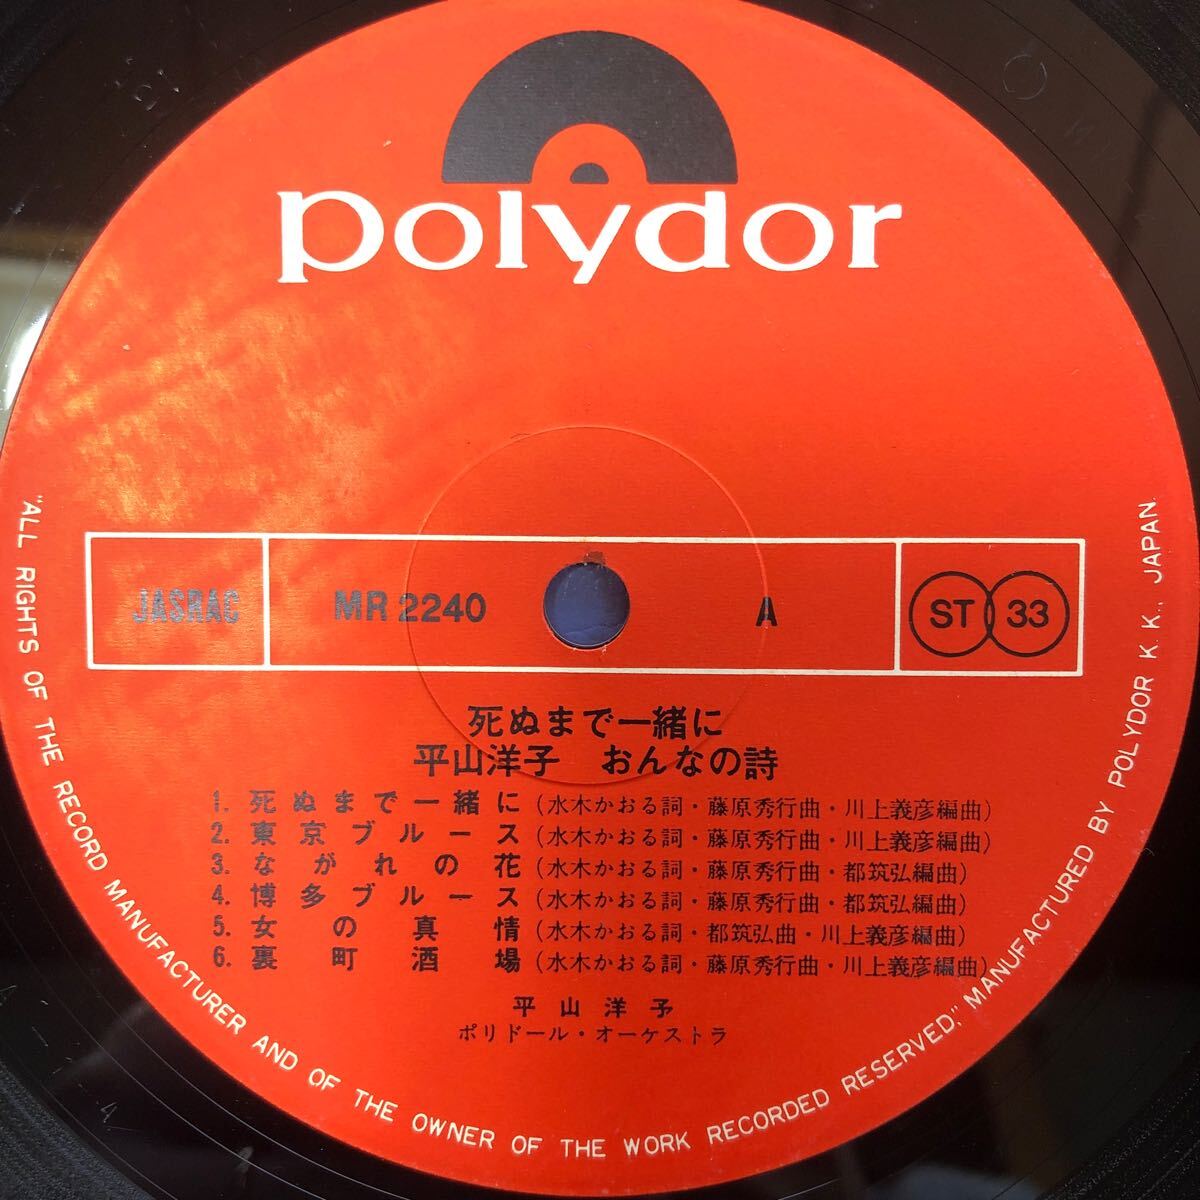 polydor
JASRAC MR 2240 A ST 33
死ぬまで一緒に
平山洋子 おんなの詩
1. 死ぬまで一緒に (水木かおる詞・藤原秀行曲・川上義彦編曲)
2. 東京ブルース (水木かおる詞・藤原秀行曲・川上義彦編曲)
3. ながれの花 (水木かおる詞・藤原秀行曲・都筑弘編曲)
4. 博多ブルース (水木かおる詞・藤原秀行曲・都筑弘編曲)
5. 女の真情 (水木かおる詞・都筑弘曲・川上義彦編曲)
6. 裏町酒場 (水木かおる詞・藤原秀行曲・川上義彦編曲)
平山洋子
ポリドール・オーケストラ
"ALL RIGHTS OF THE RECORD MANUFACTURER AND OF THE OWNER OF THE WORK RECORDED RESERVED," MANUFACTURED BY POLYDOR K. K., JAPAN.